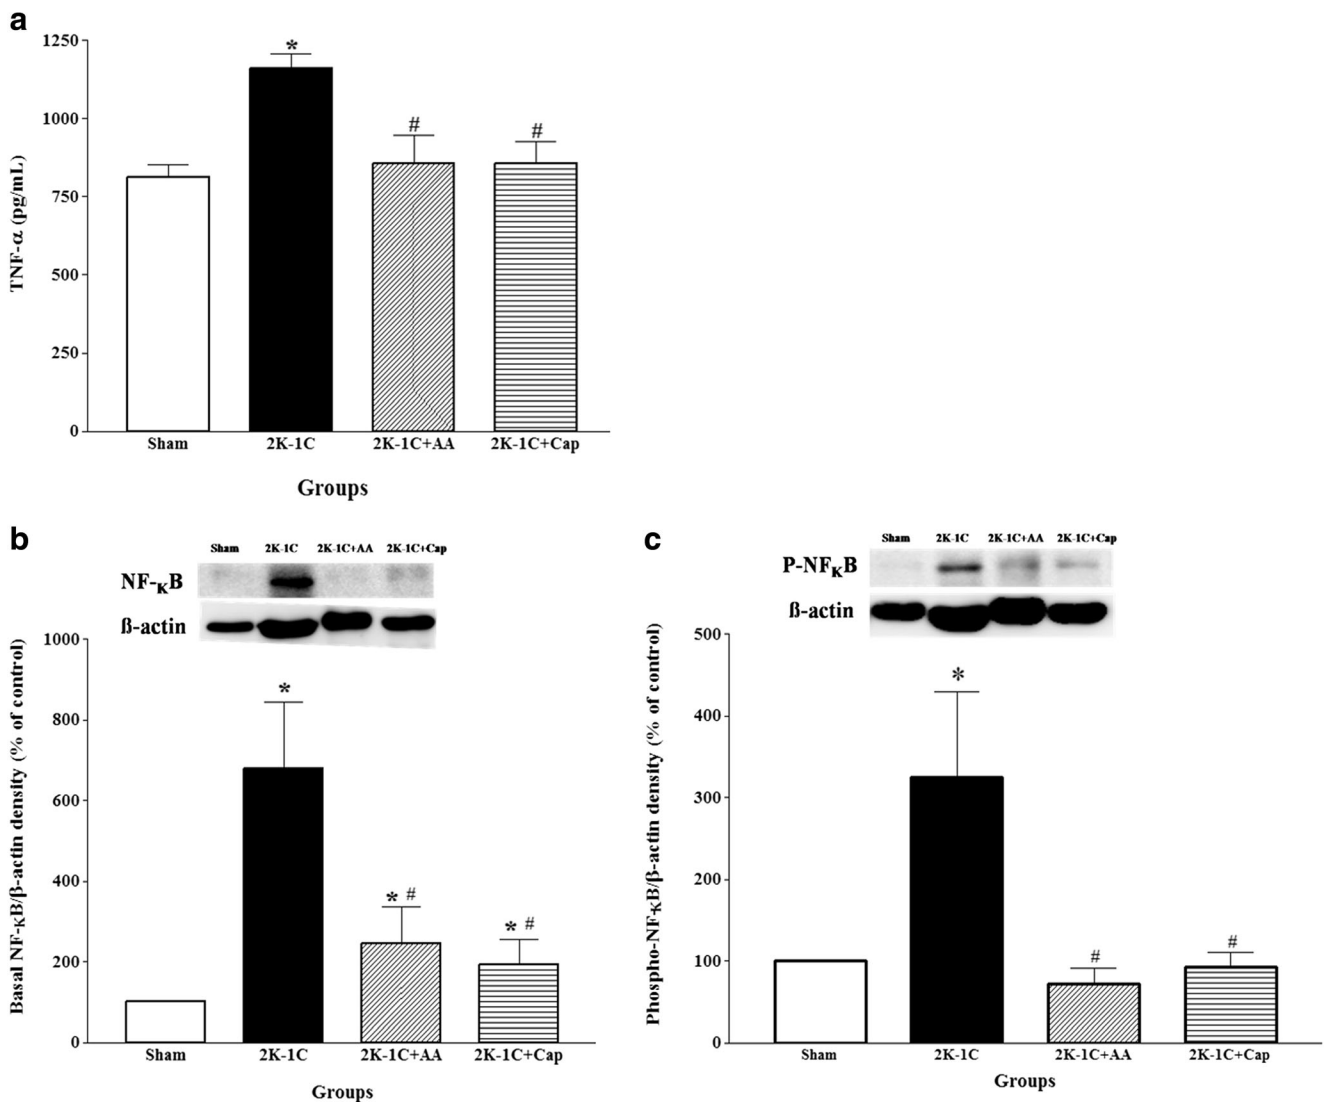 a
1250
1000
750
500
250
0
TNF-α (pg/mL)
*
#
#
Sham 2K-1C 2K-1C+AA 2K-1C+Cap
Groups
b
Sham 2K-1C 2K-1C+AA 2K-1C+Cap
NF-κB
ß-actin
1000
800
600
400
200
0
Basal NF-κB/β-actin density (% of control)
*
* #
* #
Sham 2K-1C 2K-1C+AA 2K-1C+Cap
Groups
c
Sham 2K-1C 2K-1C+AA 2K-1C+Cap
P-NFκB
ß-actin
500
400
300
200
100
0
Phospho-NF-κB/β-actin density (% of control)
*
#
#
Sham 2K-1C 2K-1C+AA 2K-1C+Cap
Groups